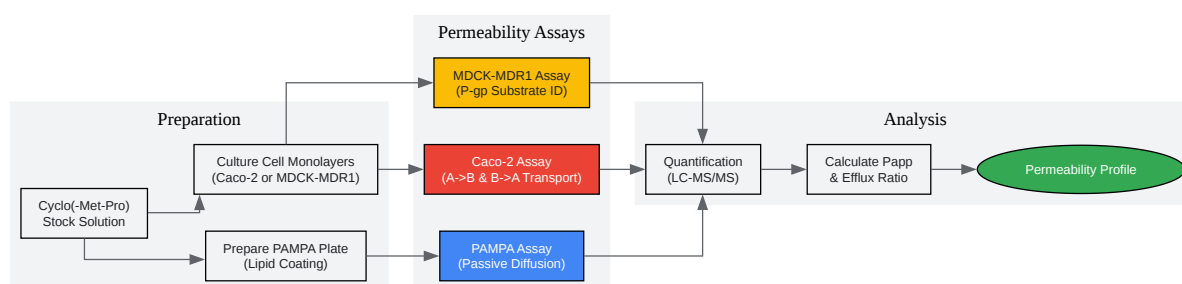 Permeability Assays
MDCK-MDR1 Assay
(P-gp Substrate ID)
Preparation
Analysis
Culture Cell Monolayers
(Caco-2 or MDCK-MDR1)
Caco-2 Assay
(A->B & B->A Transport)
Quantification
(LC-MS/MS)
Calculate Papp
& Efflux Ratio
Permeability Profile
Cyclo(-Met-Pro)
Stock Solution
Prepare PAMPA Plate
(Lipid Coating)
PAMPA Assay
(Passive Diffusion)